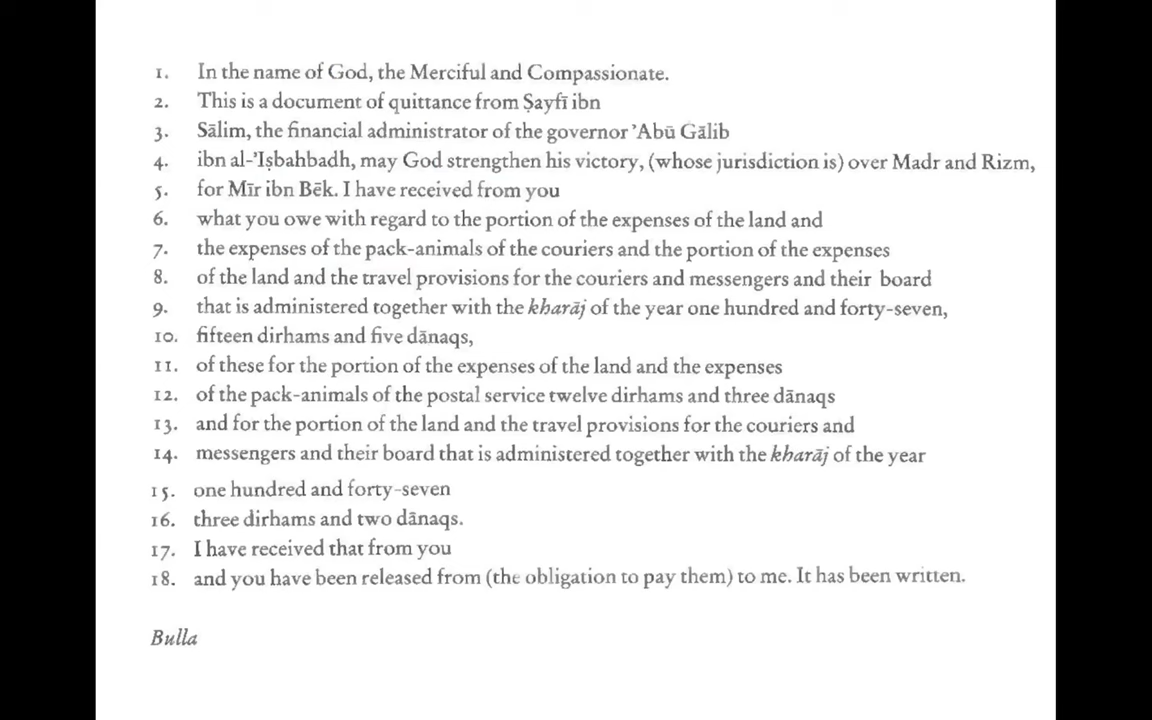 1. In the name of God, the Merciful and Compassionate.
2. This is a document of quittance from Ṣayfī ibn
3. Sālim, the financial administrator of the governor ʾAbū Gālib
4. ibn al-ʾIṣbahbadh, may God strengthen his victory, (whose jurisdiction is) over Madr and Rizm,
5. for Mīr ibn Bēk. I have received from you
6. what you owe with regard to the portion of the expenses of the land and
7. the expenses of the pack-animals of the couriers and the portion of the expenses
8. of the land and the travel provisions for the couriers and messengers and their board
9. that is administered together with the kharāj of the year one hundred and forty-seven,
10. fifteen dirhams and five dānaqs,
11. of these for the portion of the expenses of the land and the expenses
12. of the pack-animals of the postal service twelve dirhams and three dānaqs
13. and for the portion of the land and the travel provisions for the couriers and
14. messengers and their board that is administered together with the kharāj of the year
15. one hundred and forty-seven
16. three dirhams and two dānaqs.
17. I have received that from you
18. and you have been released from (the obligation to pay them) to me. It has been written.
Bulla